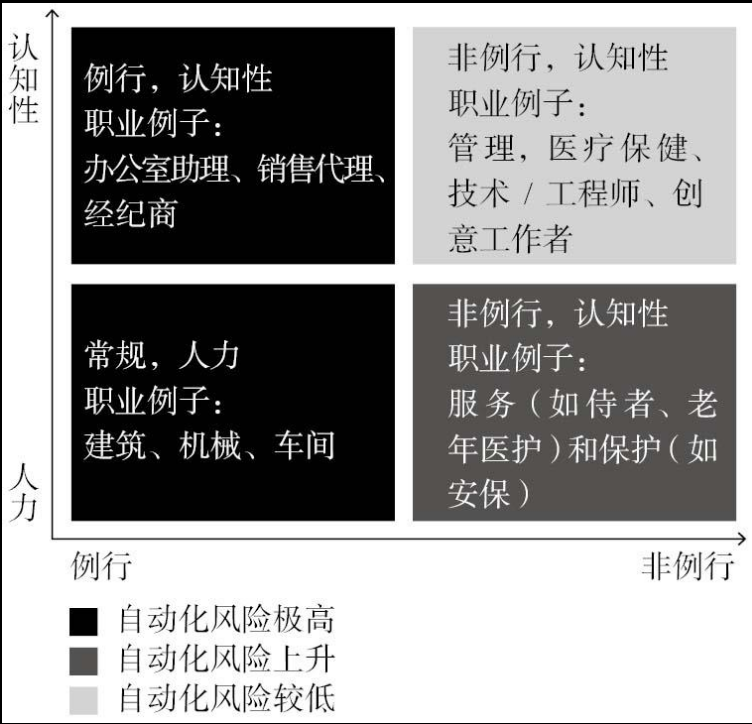 认知性
例行，认知性
职业例子：
办公室助理、销售代理、
经纪商
非例行，认知性
职业例子：
管理，医疗保健、
技术 / 工程师、创
意工作者
人力
常规，人力
职业例子：
建筑、机械、车间
非例行，认知性
职业例子：
服务（如侍者、老
年医护）和保护（如
安保）
例行
非例行
自动化风险极高
自动化风险上升
自动化风险较低